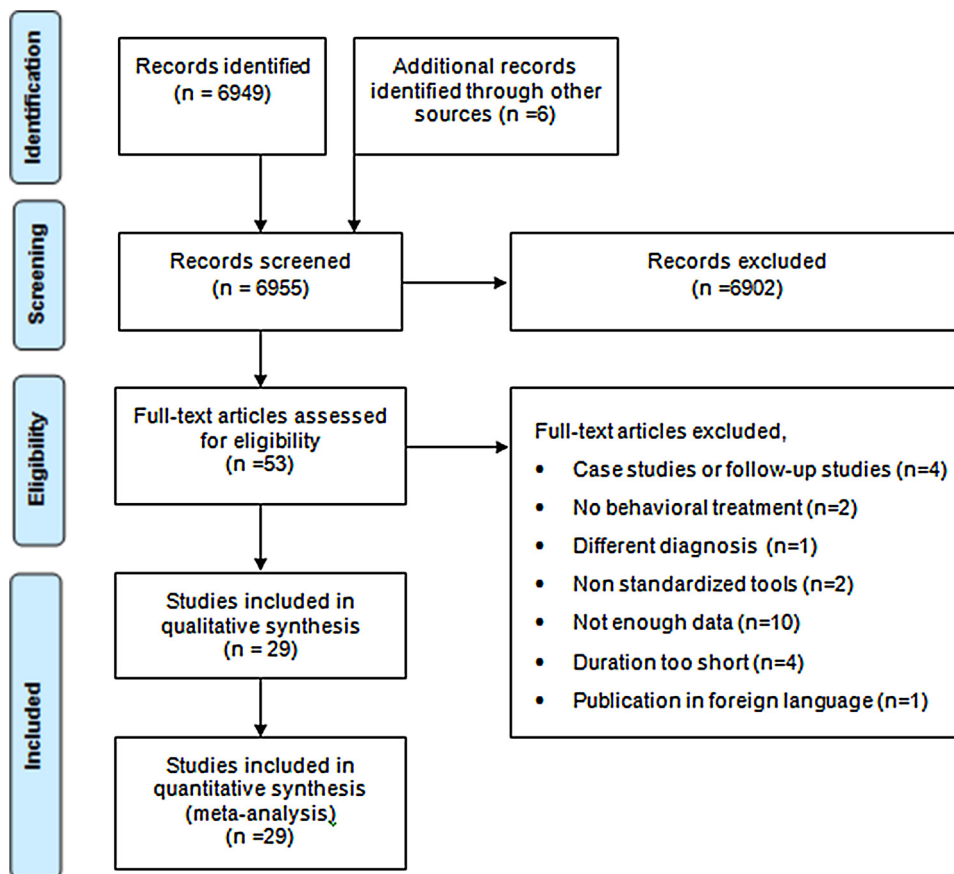 Identification
Records identified
(n = 6949)
Additional records
identified through other
sources (n =6)
Screening
Records screened
(n = 6955)
Records excluded
(n =6902)
Eligibility
Full-text articles assessed
for eligibility
(n =53)
Full-text articles excluded,
• Case studies or follow-up studies (n=4)
• No behavioral treatment (n=2)
• Different diagnosis (n=1)
• Non standardized tools (n=2)
• Not enough data (n=10)
• Duration too short (n=4)
• Publication in foreign language (n=1)
Included
Studies included in
qualitative synthesis
(n = 29)
Studies included in
quantitative synthesis
(meta-analysis)
(n =29)